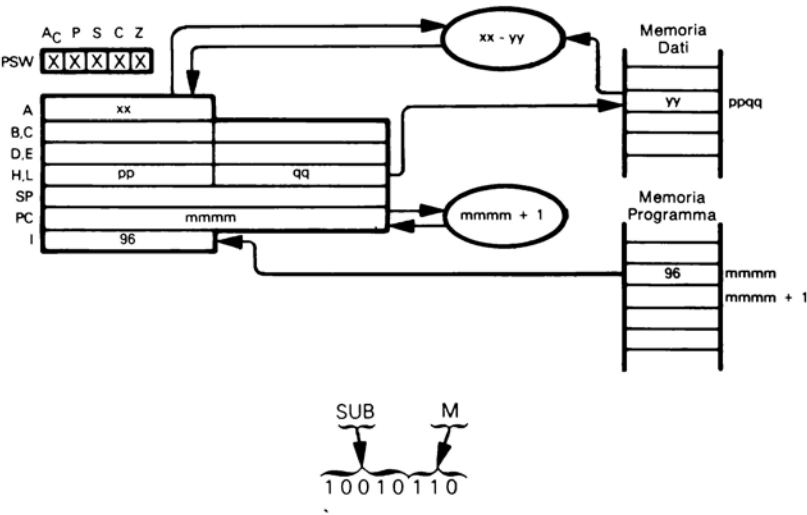 A_C P S C Z
PSW X X X X X
xx - yy
Memoria
Dati
yy ppqq
A xx
B,C
D,E
H,L pp qq
SP
PC mmmm
mmmm + 1
I 96
Memoria
Programma
96 mmmm
mmmm + 1
SUB M
10010110